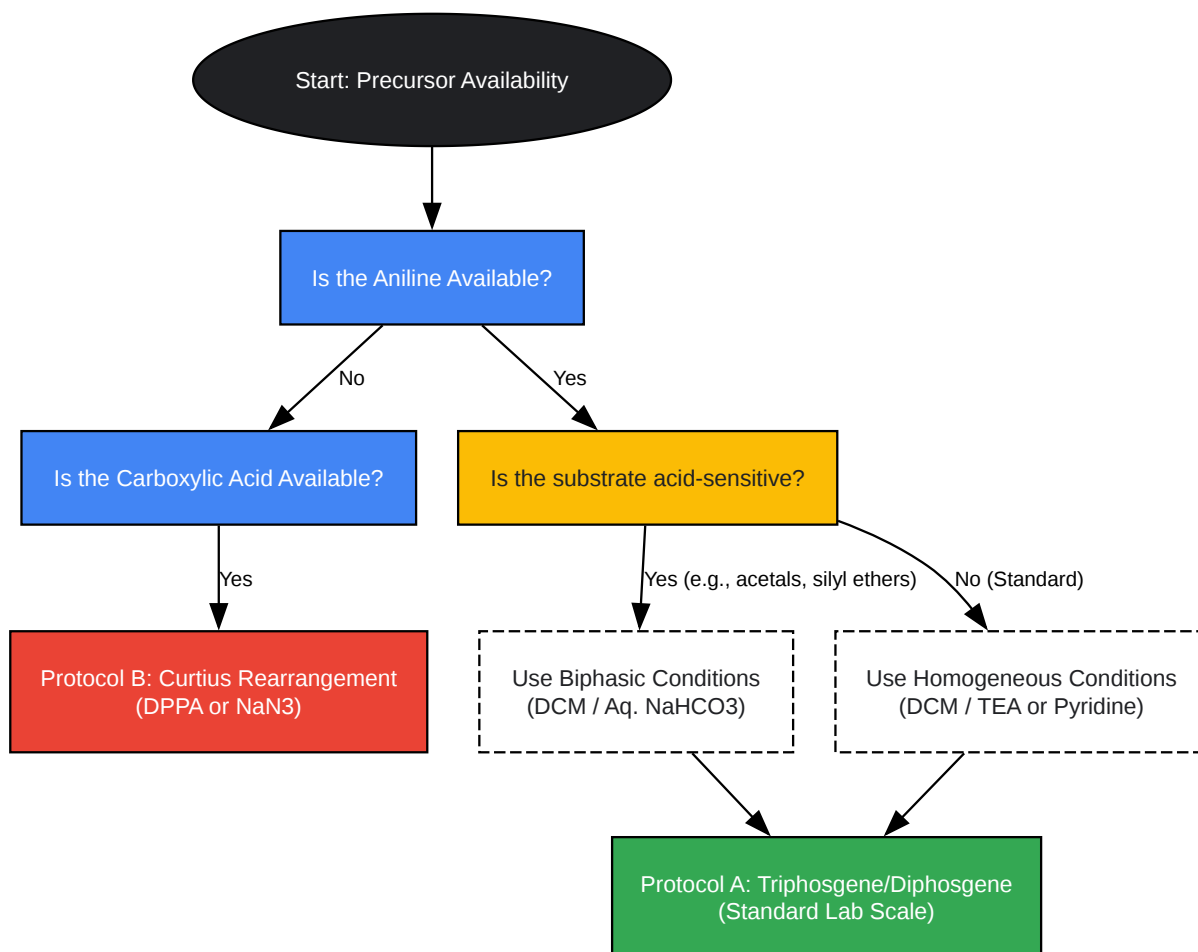 Start: Precursor Availability
Is the Aniline Available?
No
Yes
Is the Carboxylic Acid Available?
Is the substrate acid-sensitive?
Yes
Yes (e.g., acetals, silyl ethers)
No (Standard)
Protocol B: Curtius Rearrangement
(DPPA or NaN3)
Use Biphasic Conditions
(DCM / Aq. NaHCO3)
Use Homogeneous Conditions
(DCM / TEA or Pyridine)
Protocol A: Triphosgene/Diphosgene
(Standard Lab Scale)